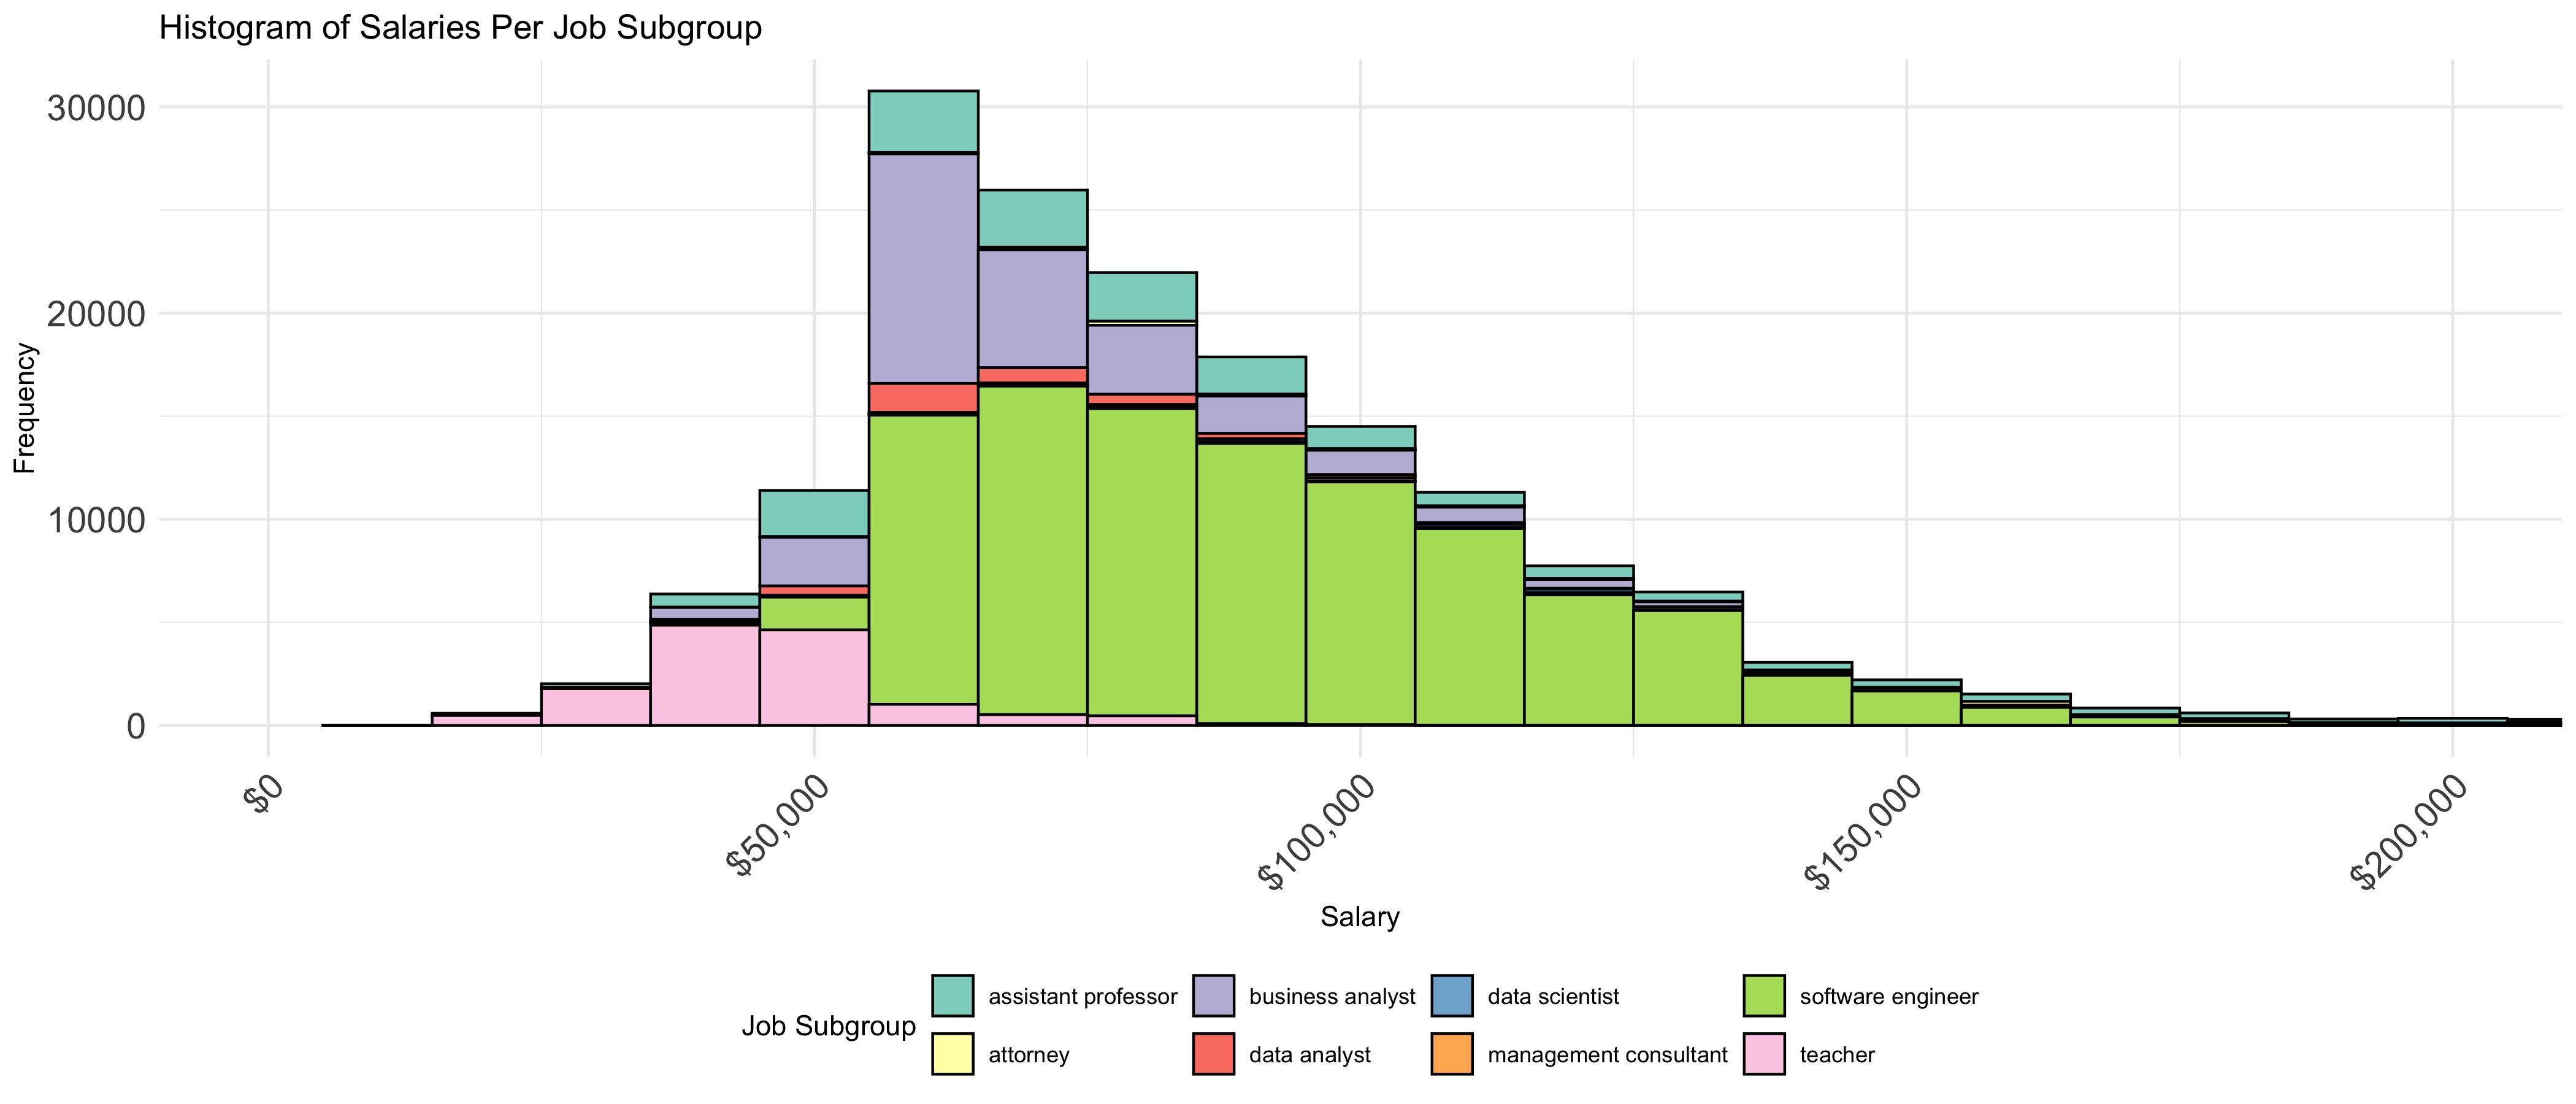 Histogram of Salaries Per Job Subgroup
30000
20000
10000
0
Frequency
$0
$50,000
$100,000
$150,000
$200,000
Salary
Job Subgroup
assistant professor
business analyst
data scientist
software engineer
attorney
data analyst
management consultant
teacher